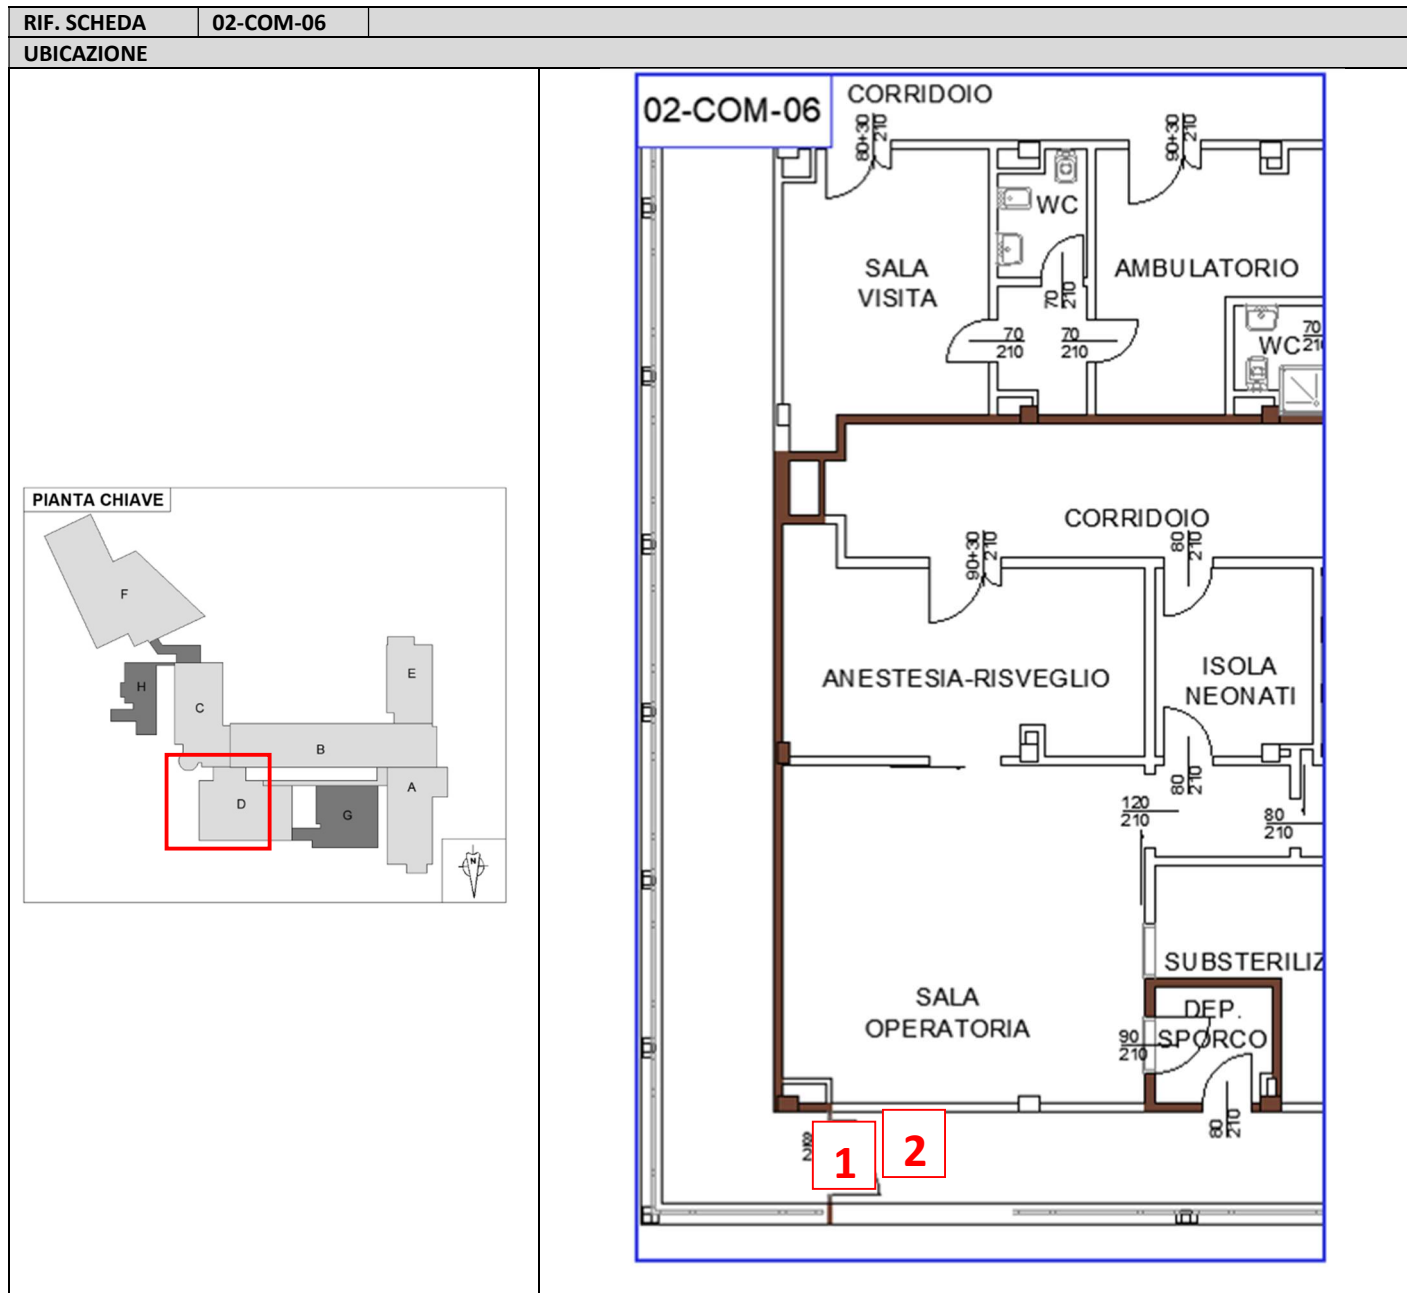 RIF. SCHEDA 02-COM-06
UBICAZIONE
PIANTA CHIAVE
F
H
C
E
B
D
A
G
N
02-COM-06
CORRIDOIO
80+30
210
90+30
210
WC
SALA
VISITA
AMBULATORIO
70
210
70
210
70
210
WC
70
CORRIDOIO
90+30
210
80
210
ANESTESIA-RISVEGLIO
ISOLA
NEONATI
80
210
120
210
80
210
SUBSTERILIZ
SALA
OPERATORIA
DEP.
SPORCO
90
210
80
210
1
2